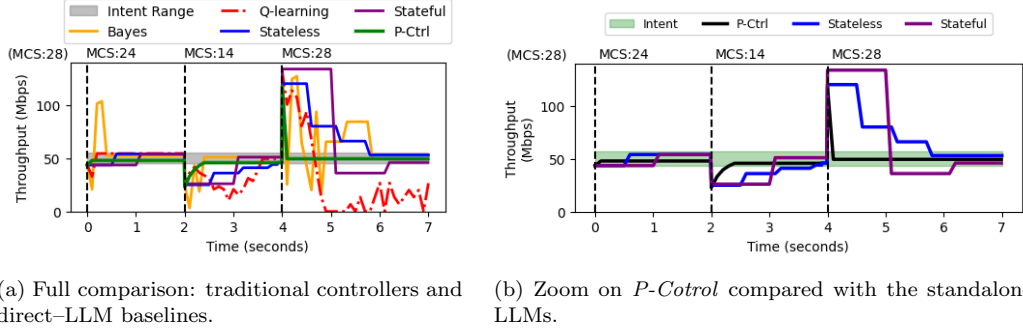 Intent Range
Q-learning
Stateful
Bayes
Stateless
P-Ctrl
(MCS:28)
MCS:24
MCS:14
MCS:28
Throughput (Mbps)
100
50
0
0 1 2 3 4 5 6 7
Time (seconds)
(a) Full comparison: traditional controllers and
direct–LLM baselines.
Intent
P-Ctrl
Stateless
Stateful
(MCS:28)
MCS:24
MCS:14
MCS:28
Throughput
(Mbps)
100
50
0
0 1 2 3 4 5 6 7
Time (seconds)
(b) Zoom on P-Cotrol compared with the standalon
LLMs.